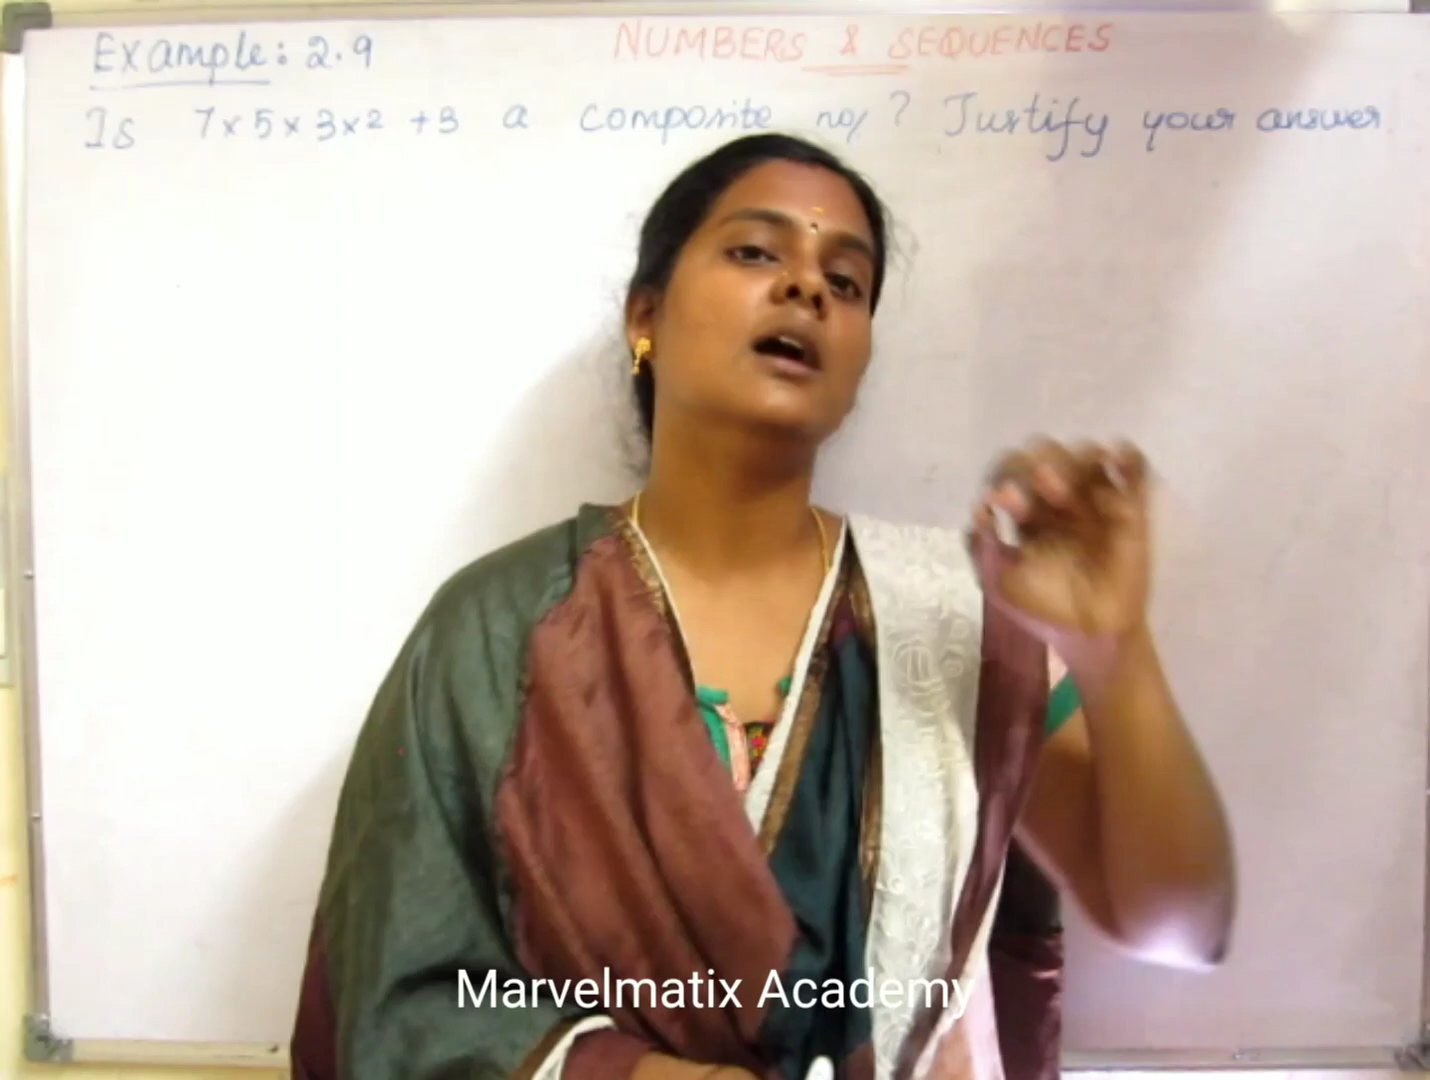 Example: 2.9
NUMBERS & SEQUENCES
Is 7×5×3×2 +3 a composite no/ ? Justify your answer
Marvelmatix Academy